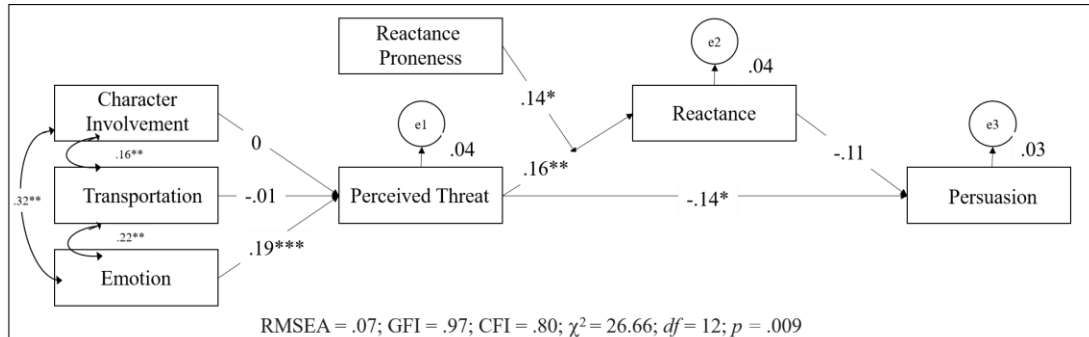 Reactance
Proneness
e2
.04
Character
Involvement
.14*
Reactance
e1
e3
0
.04
-.11
.03
.16**
.16**
.32**
Transportation
-.01
Perceived Threat
-.14*
Persuasion
.22**
.19***
Emotion
RMSEA = .07; GFI = .97; CFI = .80; χ² = 26.66; df = 12; p = .009